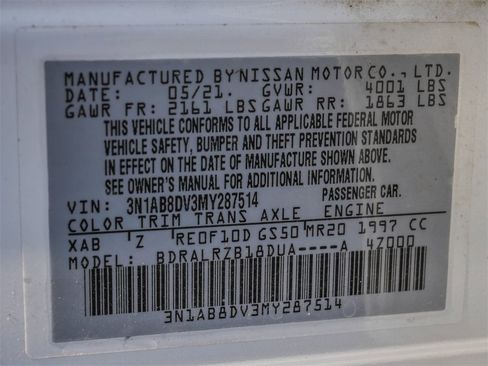 MANUFACTURED BY NISSAN MOTOR CO., LTD.
DATE: 05/21. GVWR: 4001 LBS
GAWR FR: 2161 LBS GAWR RR: 1863 LBS
THIS VEHICLE CONFORMS TO ALL APPLICABLE FEDERAL MOTOR
VEHICLE SAFETY, BUMPER AND THEFT PREVENTION STANDARDS
IN EFFECT ON THE DATE OF MANUFACTURE SHOWN ABOVE.
SEE OWNER'S MANUAL FOR ADDITIONAL INFORMATION.
VIN: 3N1AB8DV3MY287514 PASSENGER CAR.
COLOR TRIM TRANS AXLE ENGINE
XAB Z RE0F10D GS50 MR20 1997 CC
MODEL: BDRALRZB18DUA----A 47000
3N1AB8DV3MY287514